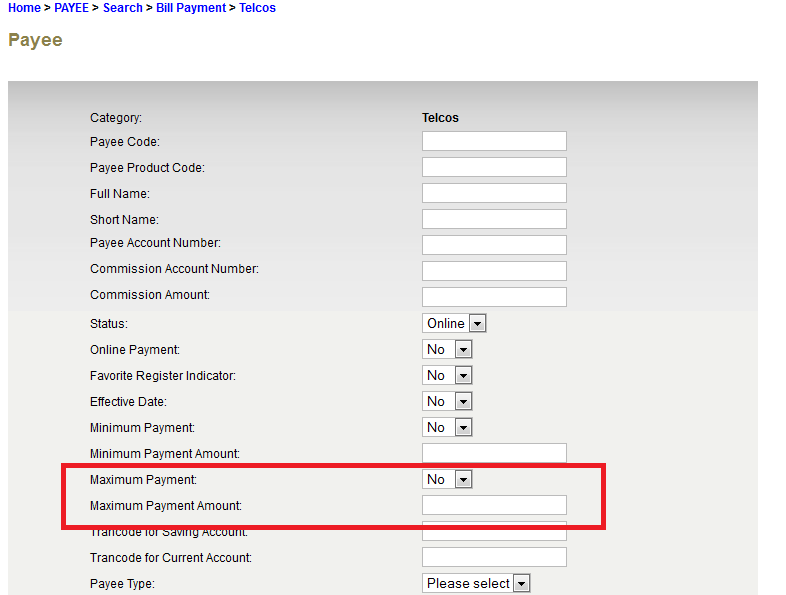 Home > PAYEE > Search > Bill Payment > Telcos
Payee
Category: Telcos
Payee Code:
Payee Product Code:
Full Name:
Short Name:
Payee Account Number:
Commission Account Number:
Commission Amount:
Status: Online
Online Payment: No
Favorite Register Indicator: No
Effective Date: No
Minimum Payment: No
Minimum Payment Amount:
Maximum Payment: No
Maximum Payment Amount:
Trancode for Saving Account:
Trancode for Current Account:
Payee Type: Please select